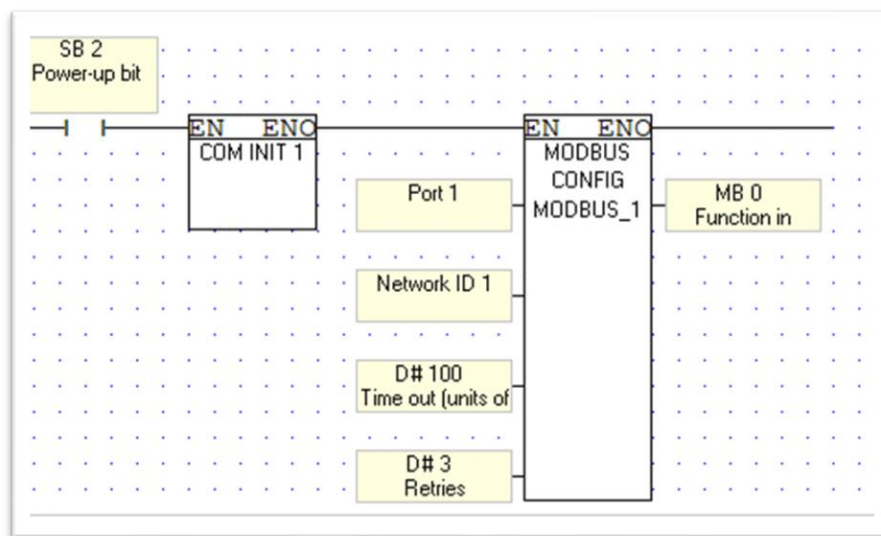 SB 2
Power-up bit
EN ENO
COM INIT 1
EN ENO
MODBUS
CONFIG
MODBUS_1
Port 1
MB 0
Function in
Network ID 1
D# 100
Time out (units of
D# 3
Retries